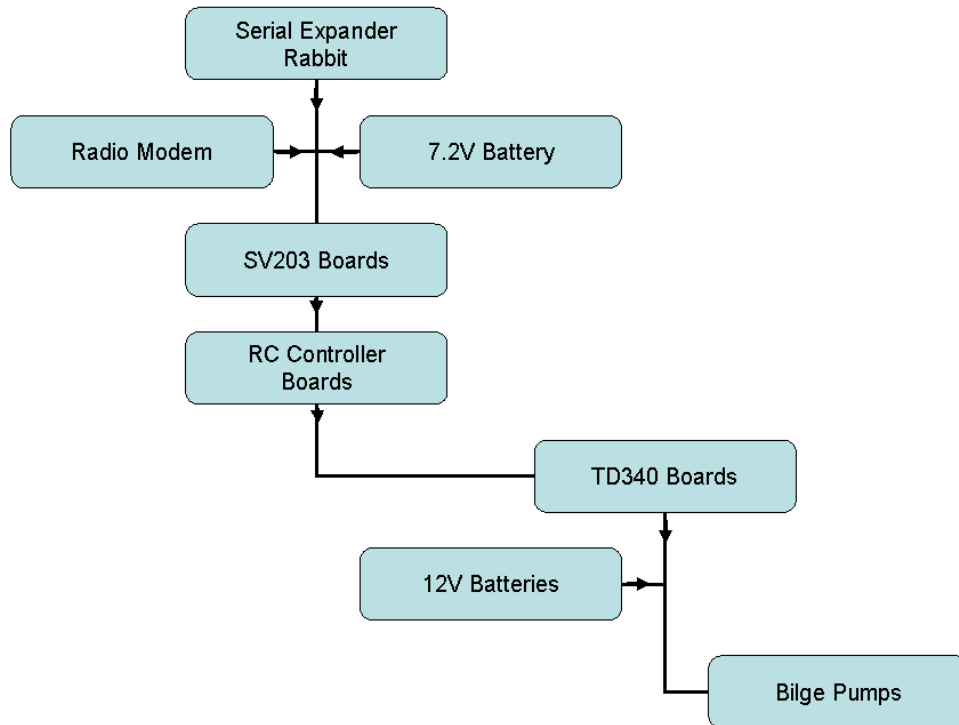 Serial Expander
Rabbit
Radio Modem
7.2V Battery
SV203 Boards
RC Controller
Boards
TD340 Boards
12V Batteries
Bilge Pumps